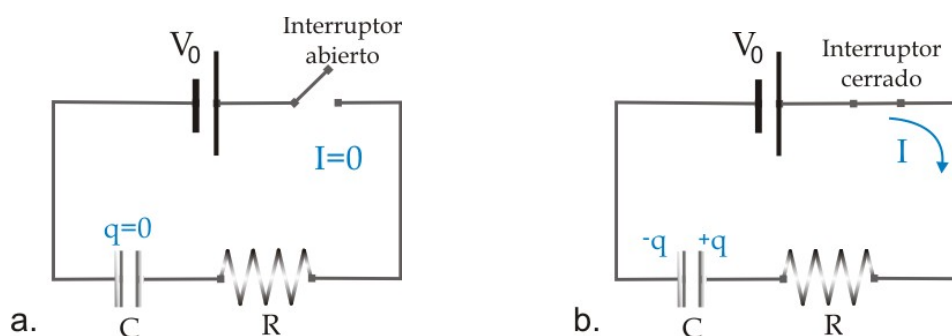 V₀
Interruptor
abierto
I=0
q=0
C
R
a.
V₀
Interruptor
cerrado
I
-q
+q
C
R
b.